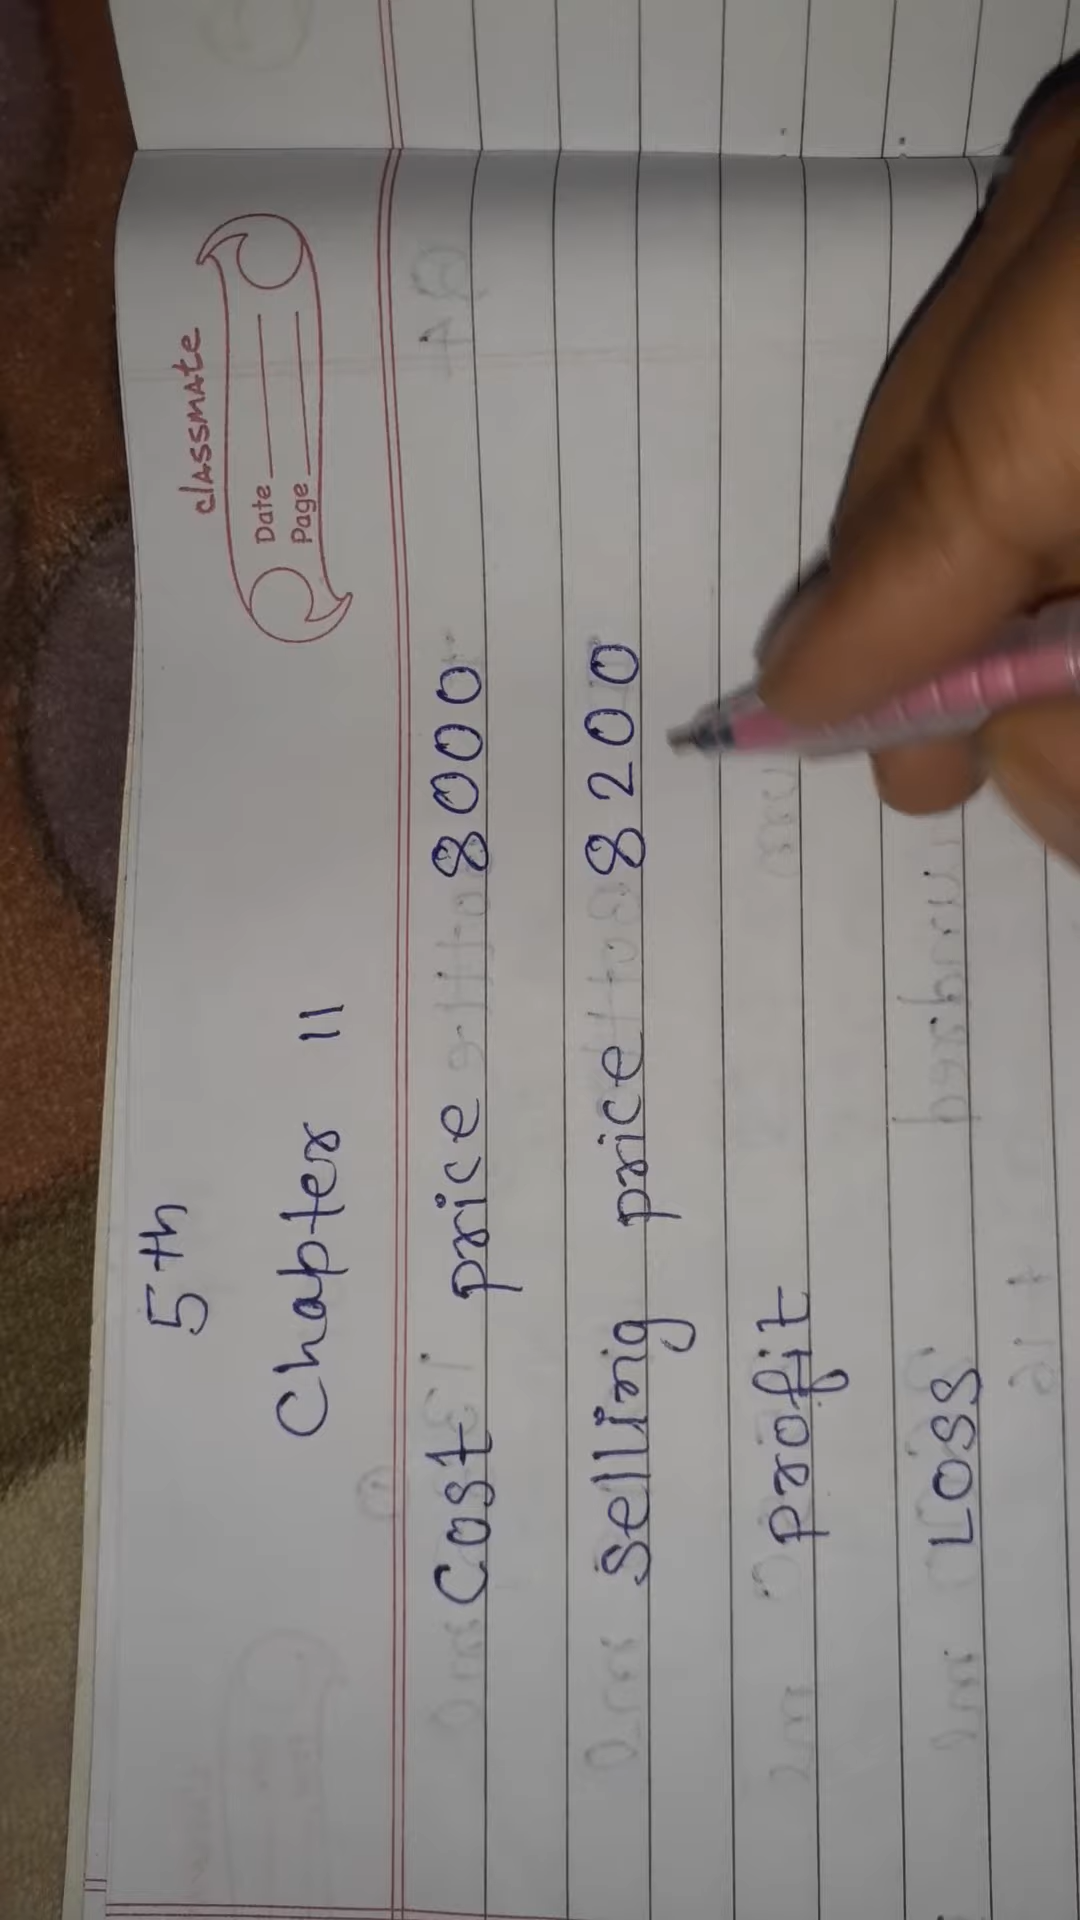 classmate
Date
Page
5th
Chapter 11
Cost price 8000
Selling price 8200
profit
Loss